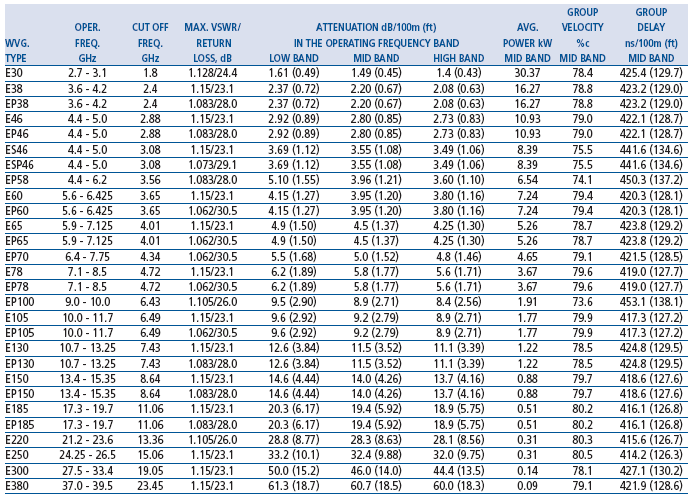 GROUP GROUP
OPER. CUT OFF MAX. VSWR/ ATTENUATION dB/100m (ft) AVG. VELOCITY DELAY
WVG. FREQ. FREQ. RETURN IN THE OPERATING FREQUENCY BAND POWER kW %c ns/100m (ft)
TYPE GHz GHz LOSS, dB LOW BAND MID BAND HIGH BAND MID BAND MID BAND MID BAND
E30 2.7 - 3.1 1.8 1.128/24.4 1.61 (0.49) 1.49 (0.45) 1.4 (0.43) 30.37 78.4 425.4 (129.7)
E38 3.6 - 4.2 2.4 1.15/23.1 2.37 (0.72) 2.20 (0.67) 2.08 (0.63) 16.27 78.8 423.2 (129.0)
EP38 3.6 - 4.2 2.4 1.083/28.0 2.37 (0.72) 2.20 (0.67) 2.08 (0.63) 16.27 78.8 423.2 (129.0)
E46 4.4 - 5.0 2.88 1.15/23.1 2.92 (0.89) 2.80 (0.85) 2.73 (0.83) 10.93 79.0 422.1 (128.7)
EP46 4.4 - 5.0 2.88 1.083/28.0 2.92 (0.89) 2.80 (0.85) 2.73 (0.83) 10.93 79.0 422.1 (128.7)
ES46 4.4 - 5.0 3.08 1.15/23.1 3.69 (1.12) 3.55 (1.08) 3.49 (1.06) 8.39 75.5 441.6 (134.6)
ESP46 4.4 - 5.0 3.08 1.073/29.1 3.69 (1.12) 3.55 (1.08) 3.49 (1.06) 8.39 75.5 441.6 (134.6)
EP58 4.4 - 6.2 3.56 1.083/28.0 5.10 (1.55) 3.96 (1.21) 3.60 (1.10) 6.54 74.1 450.3 (137.2)
E60 5.6 - 6.425 3.65 1.15/23.1 4.15 (1.27) 3.95 (1.20) 3.80 (1.16) 7.24 79.4 420.3 (128.1)
EP60 5.6 - 6.425 3.65 1.062/30.5 4.15 (1.27) 3.95 (1.20) 3.80 (1.16) 7.24 79.4 420.3 (128.1)
E65 5.9 - 7.125 4.01 1.15/23.1 4.9 (1.50) 4.5 (1.37) 4.25 (1.30) 5.26 78.7 423.8 (129.2)
EP65 5.9 - 7.125 4.01 1.062/30.5 4.9 (1.50) 4.5 (1.37) 4.25 (1.30) 5.26 78.7 423.8 (129.2)
EP70 6.4 - 7.75 4.34 1.062/30.5 5.5 (1.68) 5.0 (1.52) 4.8 (1.46) 4.65 79.1 421.5 (128.5)
E78 7.1 - 8.5 4.72 1.15/23.1 6.2 (1.89) 5.8 (1.77) 5.6 (1.71) 3.67 79.6 419.0 (127.7)
EP78 7.1 - 8.5 4.72 1.062/30.5 6.2 (1.89) 5.8 (1.77) 5.6 (1.71) 3.67 79.6 419.0 (127.7)
EP100 9.0 - 10.0 6.43 1.105/26.0 9.5 (2.90) 8.9 (2.71) 8.4 (2.56) 1.91 73.6 453.1 (138.1)
E105 10.0 - 11.7 6.49 1.15/23.1 9.6 (2.92) 9.2 (2.79) 8.9 (2.71) 1.77 79.9 417.3 (127.2)
EP105 10.0 - 11.7 6.49 1.062/30.5 9.6 (2.92) 9.2 (2.79) 8.9 (2.71) 1.77 79.9 417.3 (127.2)
E130 10.7 - 13.25 7.43 1.15/23.1 12.6 (3.84) 11.5 (3.52) 11.1 (3.39) 1.22 78.5 424.8 (129.5)
EP130 10.7 - 13.25 7.43 1.083/28.0 12.6 (3.84) 11.5 (3.52) 11.1 (3.39) 1.22 78.5 424.8 (129.5)
E150 13.4 - 15.35 8.64 1.15/23.1 14.6 (4.44) 14.0 (4.26) 13.7 (4.16) 0.88 79.7 418.6 (127.6)
EP150 13.4 - 15.35 8.64 1.083/28.0 14.6 (4.44) 14.0 (4.26) 13.7 (4.16) 0.88 79.7 418.6 (127.6)
E185 17.3 - 19.7 11.06 1.15/23.1 20.3 (6.17) 19.4 (5.92) 18.9 (5.75) 0.51 80.2 416.1 (126.8)
EP185 17.3 - 19.7 11.06 1.083/28.0 20.3 (6.17) 19.4 (5.92) 18.9 (5.75) 0.51 80.2 416.1 (126.8)
E220 21.2 - 23.6 13.36 1.105/26.0 28.8 (8.77) 28.3 (8.63) 28.1 (8.56) 0.31 80.3 415.6 (126.7)
E250 24.25 - 26.5 15.06 1.15/23.1 33.2 (10.1) 32.4 (9.88) 32.0 (9.75) 0.31 80.5 414.2 (126.3)
E300 27.5 - 33.4 19.05 1.15/23.1 50.0 (15.2) 46.0 (14.0) 44.4 (13.5) 0.14 78.1 427.1 (130.2)
E380 37.0 - 39.5 23.45 1.15/23.1 61.3 (18.7) 60.7 (18.5) 60.0 (18.3) 0.09 79.1 421.9 (128.6)